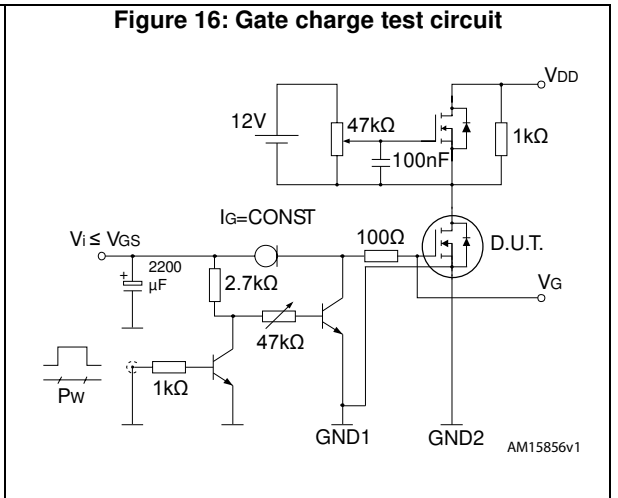 Figure 16: Gate charge test circuit
VDD
12V
47kΩ
1kΩ
100nF
IG=CONST
Vi ≤ VGS
100Ω
D.U.T.
2200
+
μF
2.7kΩ
VG
47kΩ
1kΩ
PW
GND1
GND2
AM15856v1